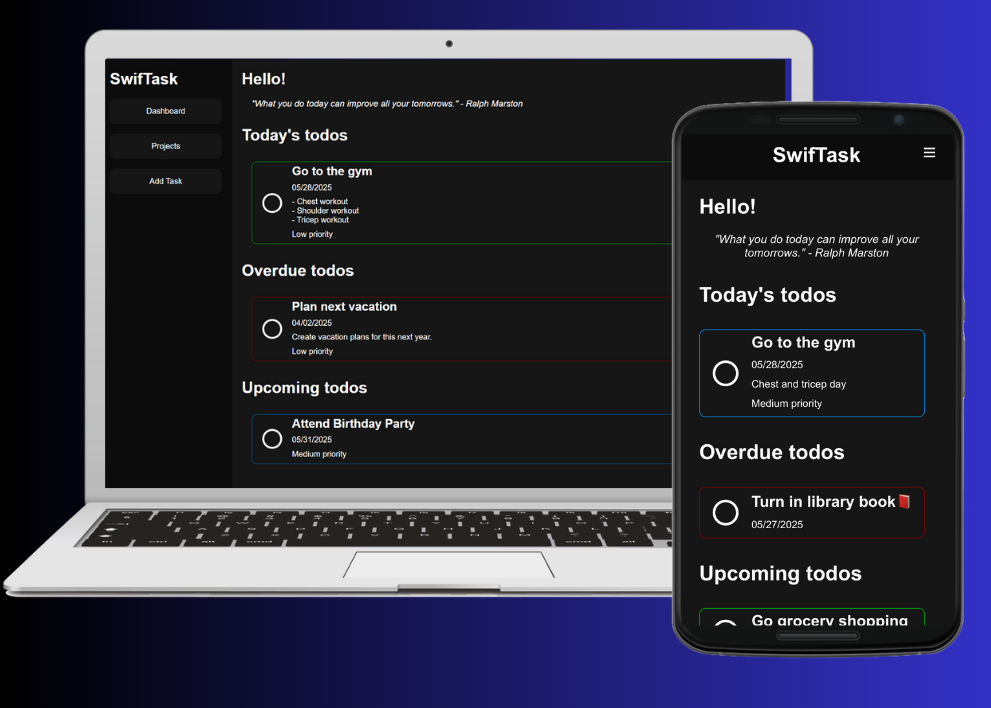 SwifTask
Dashboard
Projects
Add Task
Hello!
"What you do today can improve all your tomorrows." - Ralph Marston
Today's todos
Go to the gym
05/28/2025
- Chest workout
- Shoulder workout
- Tricep workout
Low priority
Overdue todos
Plan next vacation
04/02/2025
Create vacation plans for this next year.
Low priority
Upcoming todos
Attend Birthday Party
05/31/2025
Medium priority
SwifTask
Hello!
"What you do today can improve all your
tomorrows." - Ralph Marston
Today's todos
Go to the gym
05/28/2025
Chest and tricep day
Medium priority
Overdue todos
Turn in library book📕
05/27/2025
Upcoming todos
Go grocery shopping